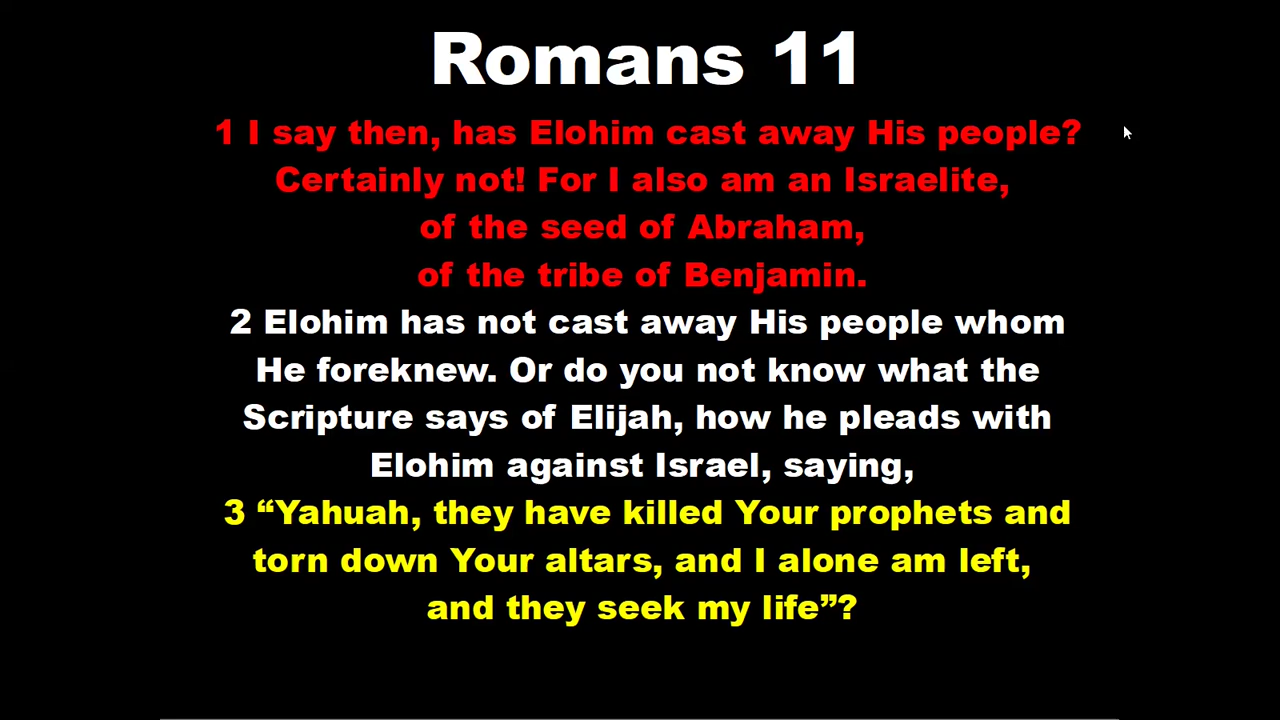 Romans 11
1 I say then, has Elohim cast away His people?
Certainly not! For I also am an Israelite,
of the seed of Abraham,
of the tribe of Benjamin.
2 Elohim has not cast away His people whom
He foreknew. Or do you not know what the
Scripture says of Elijah, how he pleads with
Elohim against Israel, saying,
3 “Yahuah, they have killed Your prophets and
torn down Your altars, and I alone am left,
and they seek my life”?